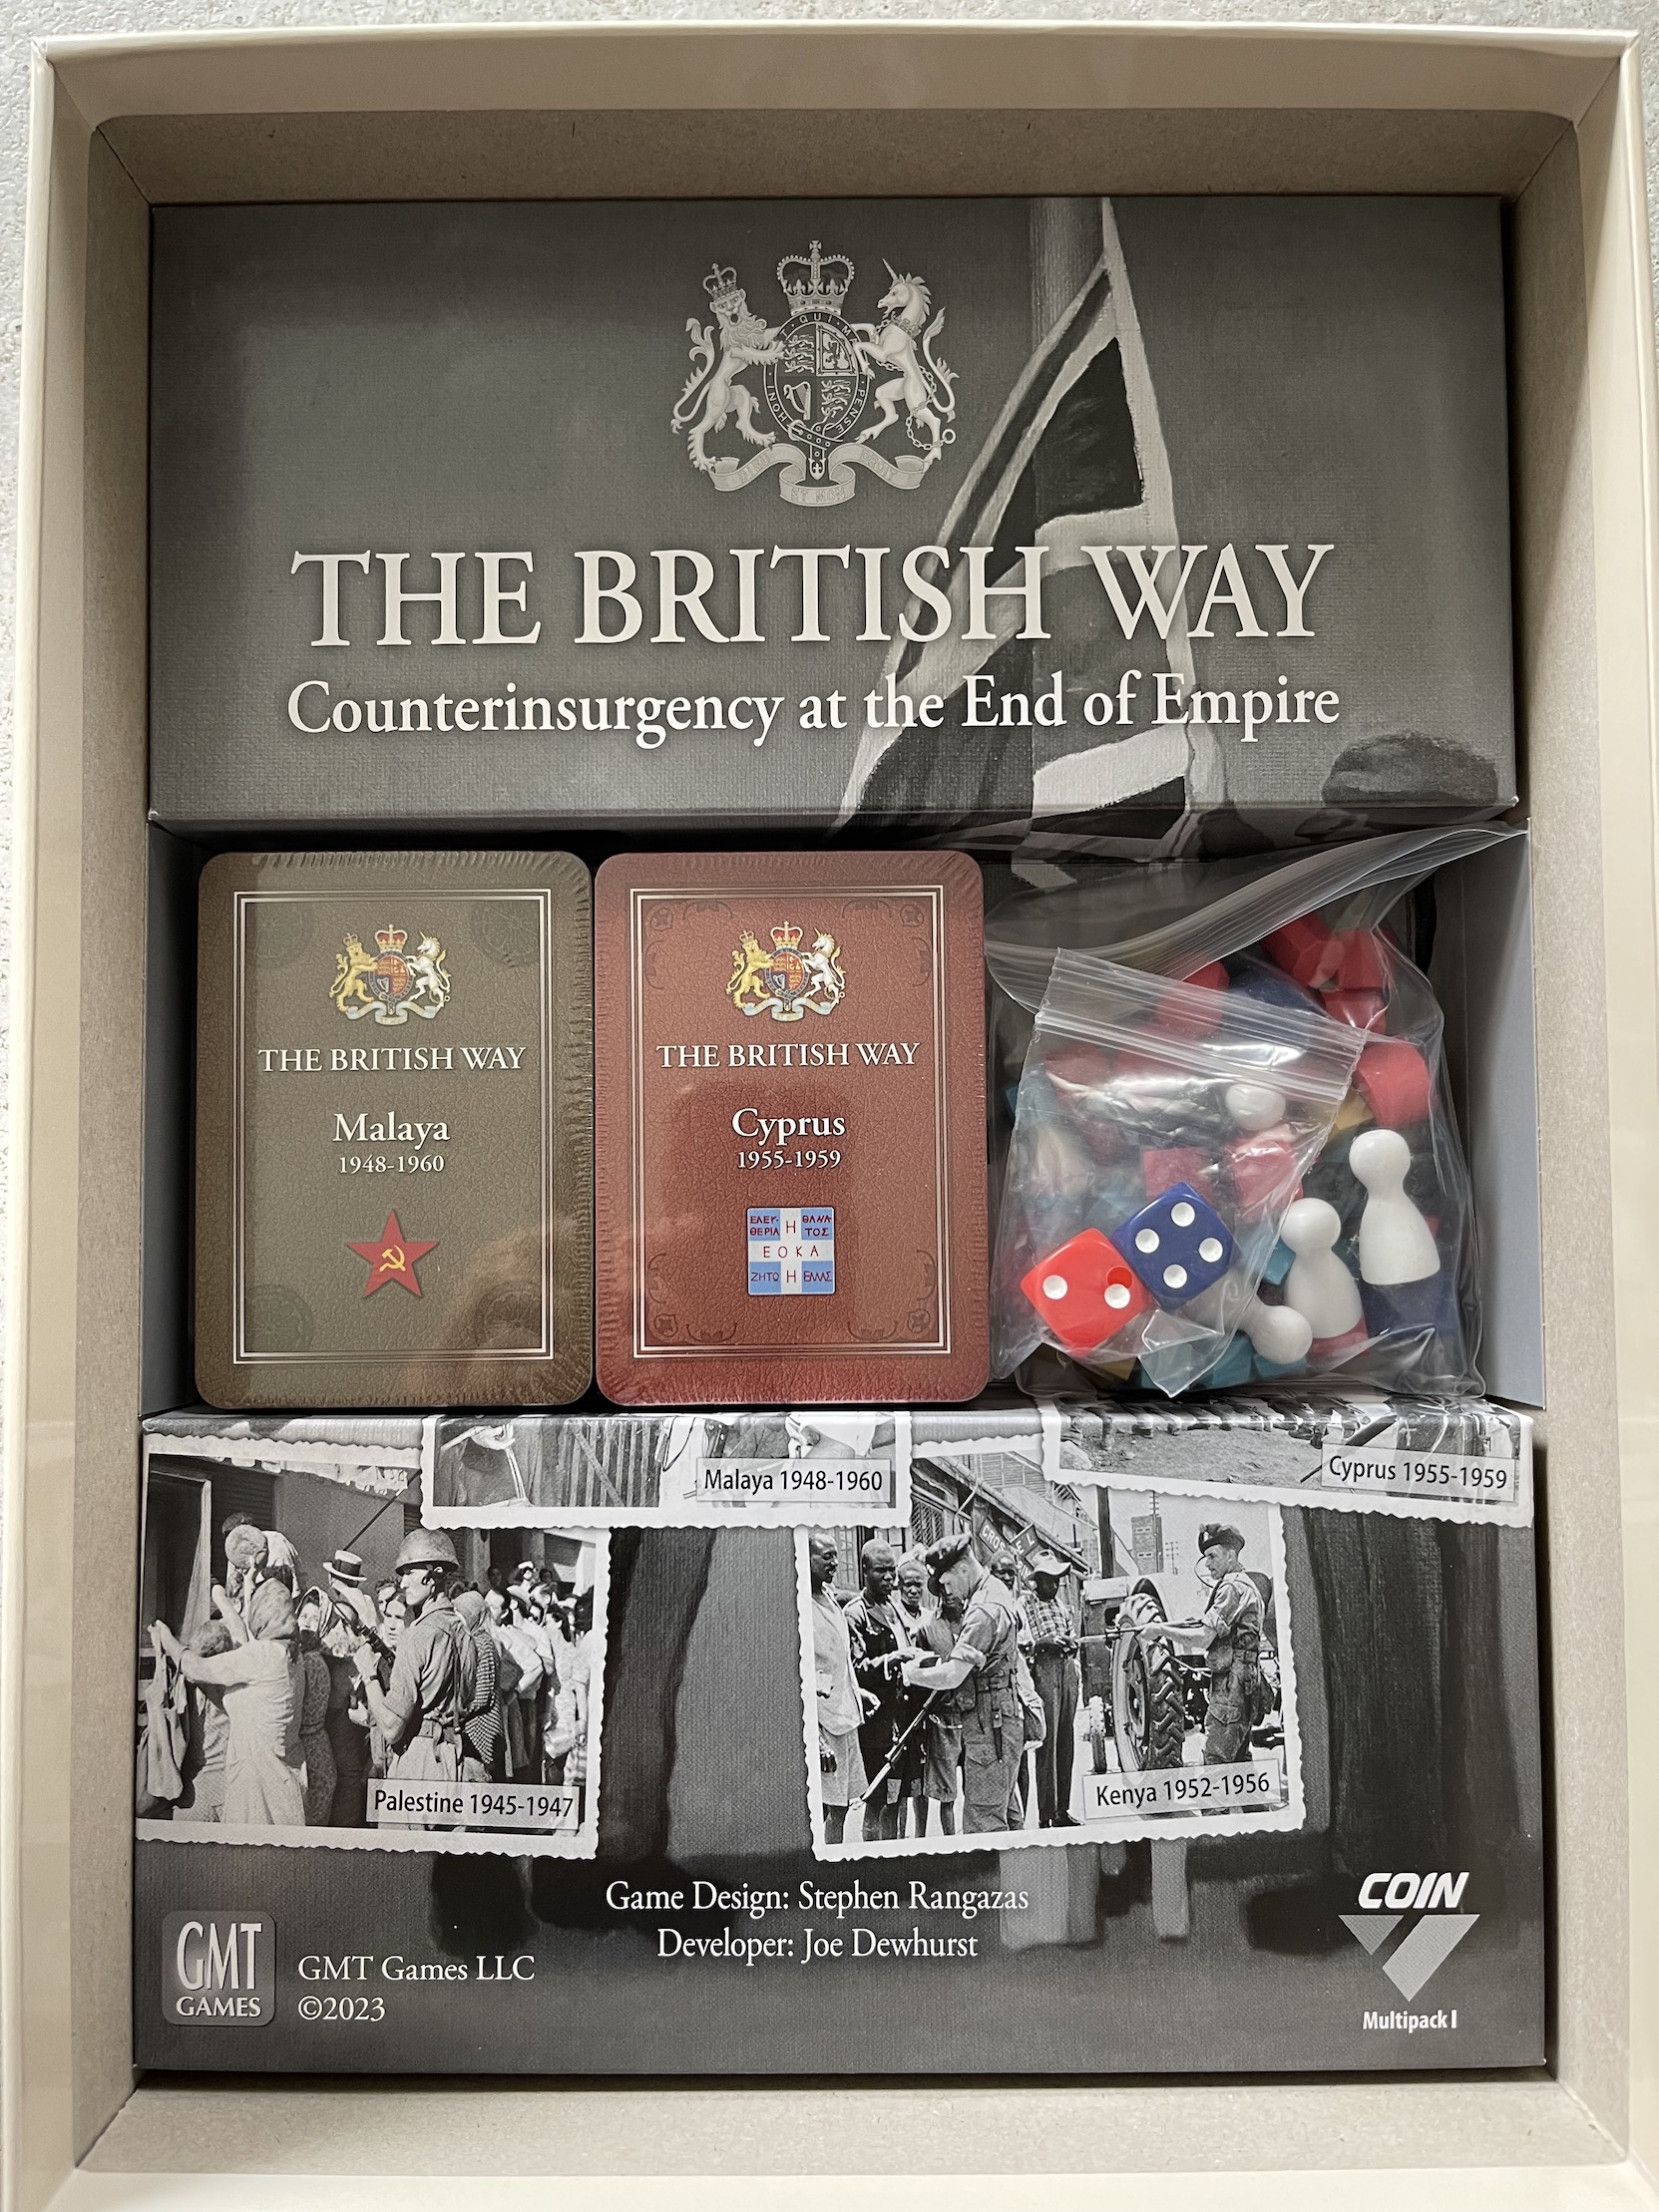 THE BRITISH WAY
Counterinsurgency at the End of Empire
THE BRITISH WAY
Malaya
1948-1960
THE BRITISH WAY
Cyprus
1955-1959
ΕΛΕΥ- Η ΘΑΝΑ
ΘΕΡΙΑ ΤΟΣ
ΕΟΚΑ
ΖΗΤΩ Η ΕΛΛΑΣ
Malaya 1948-1960
Cyprus 1955-1959
Palestine 1945-1947
Kenya 1952-1956
Game Design: Stephen Rangazas
Developer: Joe Dewhurst
GMT
GAMES
GMT Games LLC
©2023
COIN
Multipack I